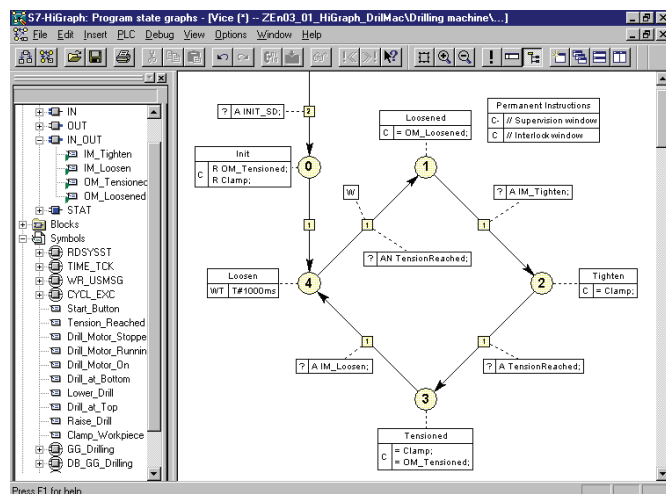 S7-HiGraph: Program state graphs - [Vice (*) -- ZEn03_01_HiGraph_DrilMac\Drilling machine\...]
File Edit Insert PLC Debug View Options Window Help
IN
OUT
IN_OUT
IM_Tighten
IM_Loosen
OM_Tensioned
OM_Loosened
STAT
Blocks
Symbols
RDSYSST
TIME_TCK
WR_USMSG
CYCL_EXC
Start_Button
Tension_Reached
Drill_Motor_Stoppe
Drill_Motor_Runnin
Drill_Motor_On
Drill_at_Bottom
Lower_Drill
Drill_at_Top
Raise_Drill
Clamp_Workpiece
GG_Drilling
DB_GG_Drilling
? A INIT_SD;
2
Init
C R OM_Tensioned;
R Clamp;
0
1
Loosened
C = OM_Loosened;
1
Permanent Instructions
C- // Supervision window
C // Interlock window
W
1
? AN TensionReached;
1
? A IM_Tighten;
Loosen
WT T#1000ms
4
2
Tighten
C = Clamp;
1
? A IM_Loosen;
1
? A TensionReached;
3
Tensioned
C = Clamp;
= OM_Tensioned;
Press F1 for help.